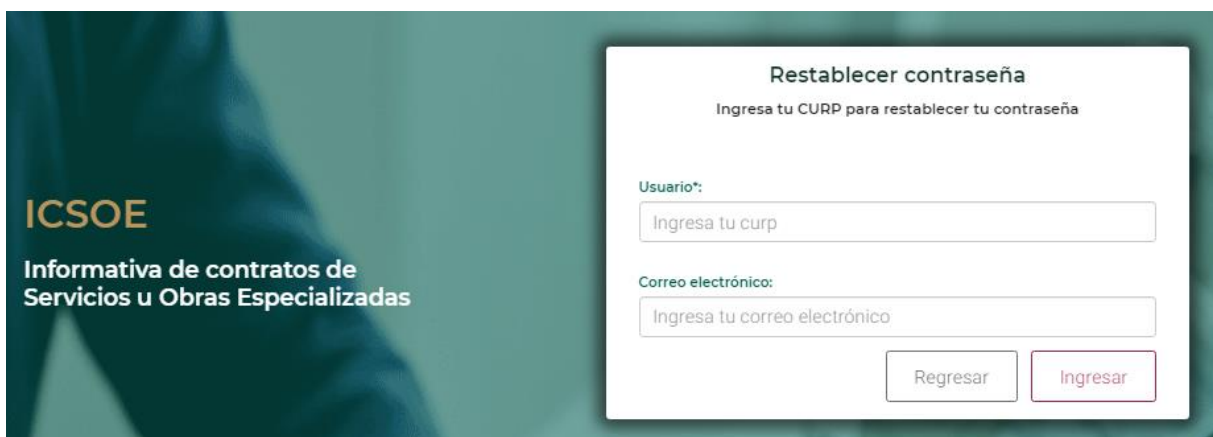 ICSOE
Informativa de contratos de
Servicios u Obras Especializadas
Restablecer contraseña
Ingresa tu CURP para restablecer tu contraseña
Usuario*:
Ingresa tu curp
Correo electrónico:
Ingresa tu correo electrónico
Regresar
Ingresar